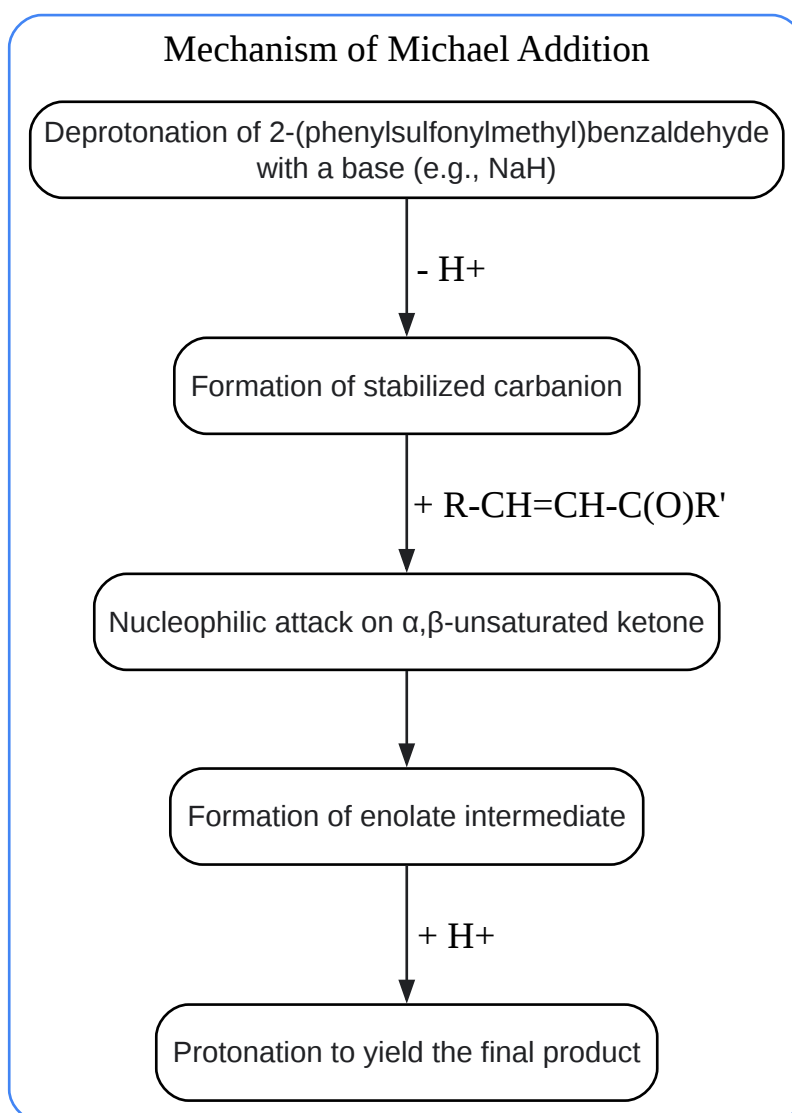 Mechanism of Michael Addition
Deprotonation of 2-(phenylsulfonylmethyl)benzaldehyde
with a base (e.g., NaH)
- H+
Formation of stabilized carbanion
+ R-CH=CH-C(O)R'
Nucleophilic attack on α,β-unsaturated ketone
Formation of enolate intermediate
+ H+
Protonation to yield the final product